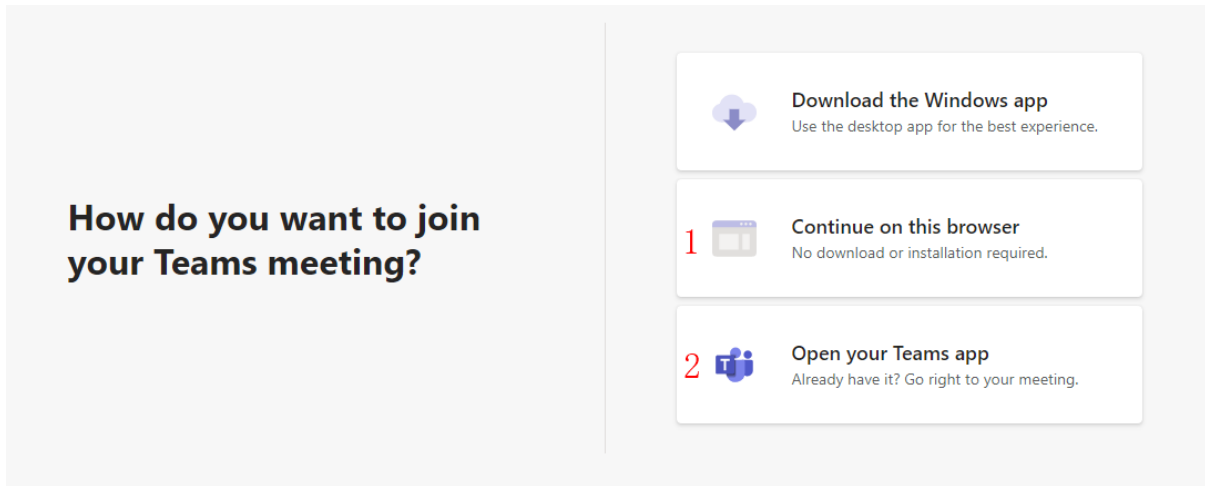 How do you want to join
your Teams meeting?
Download the Windows app
Use the desktop app for the best experience.
1
Continue on this browser
No download or installation required.
2
T
Open your Teams app
Already have it? Go right to your meeting.